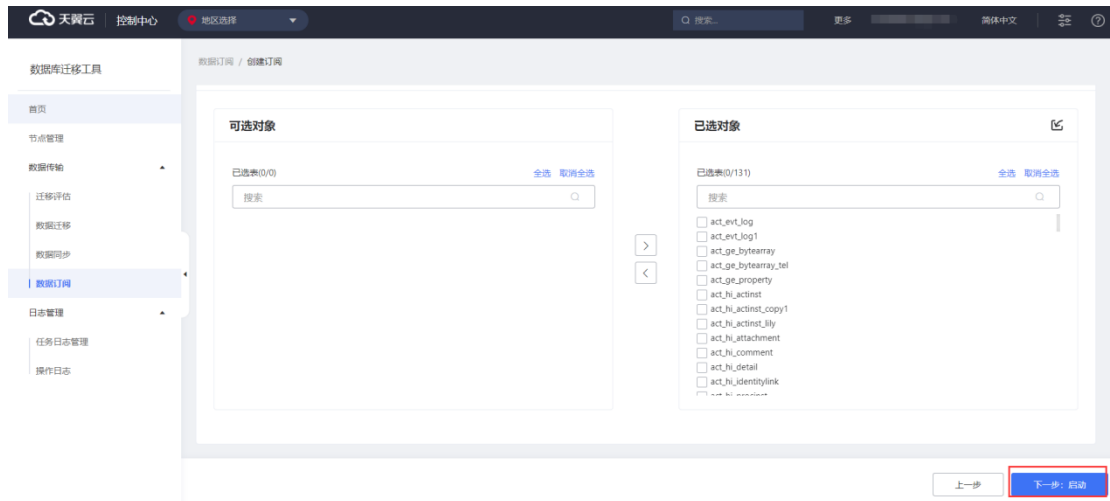 天翼云 控制中心 地区选择 搜索... 更多 简体中文
数据库迁移工具
首页
节点管理
数据传输
迁移评估
数据迁移
数据同步
数据订阅
日志管理
任务日志管理
操作日志
数据订阅 / 创建订阅
可选对象
已选表(0/0) 全选 取消全选
搜索
已选对象
已选表(0/131) 全选 取消全选
搜索
act_evt_log
act_evt_log1
act_ge_bytearray
act_ge_bytearray_tel
act_ge_property
act_hi_actinst
act_hi_actinst_copy1
act_hi_actinst_lily
act_hi_attachment
act_hi_comment
act_hi_detail
act_hi_identitylink
上一步 下一步: 启动